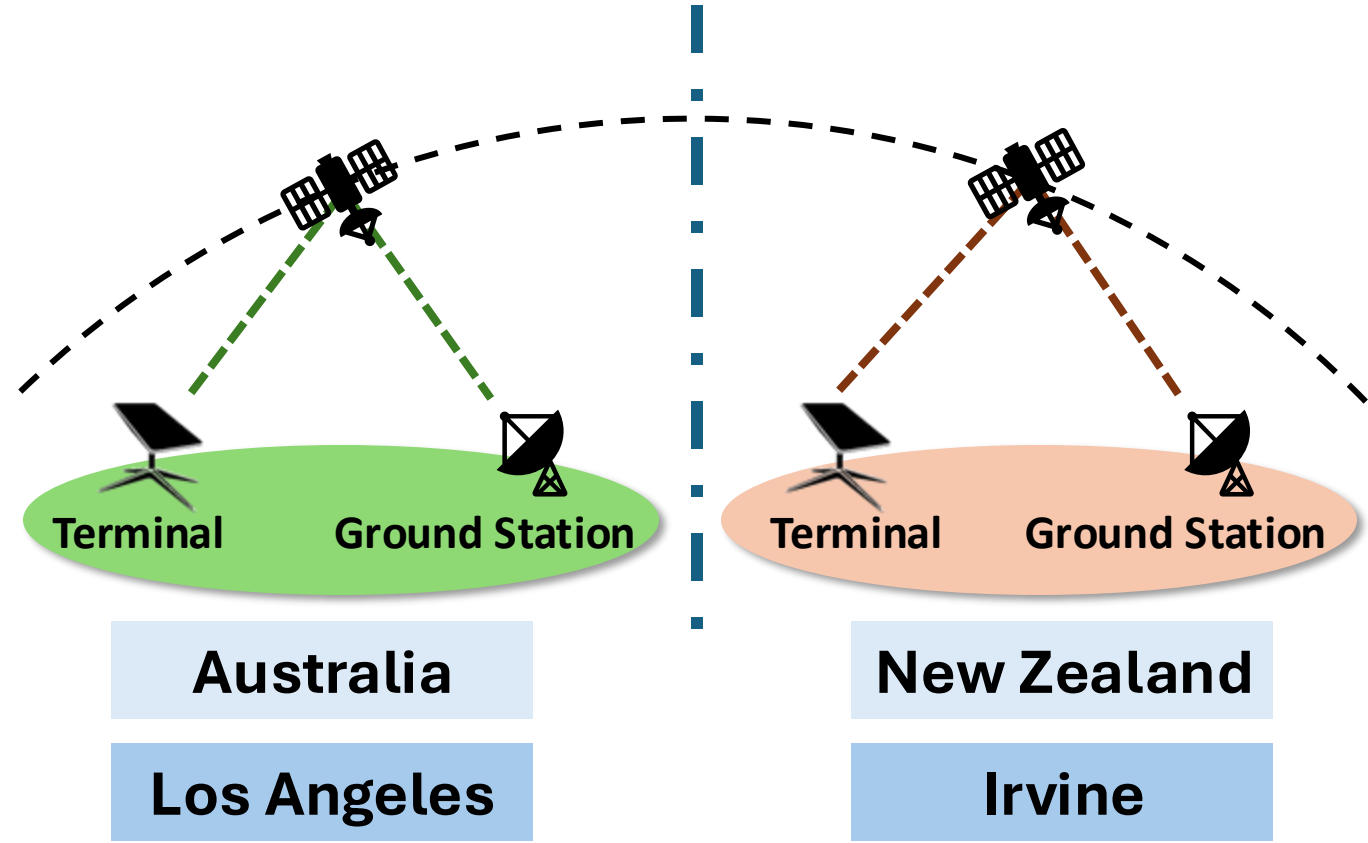 Terminal
Ground Station
Terminal
Ground Station
Australia
New Zealand
Los Angeles
Irvine